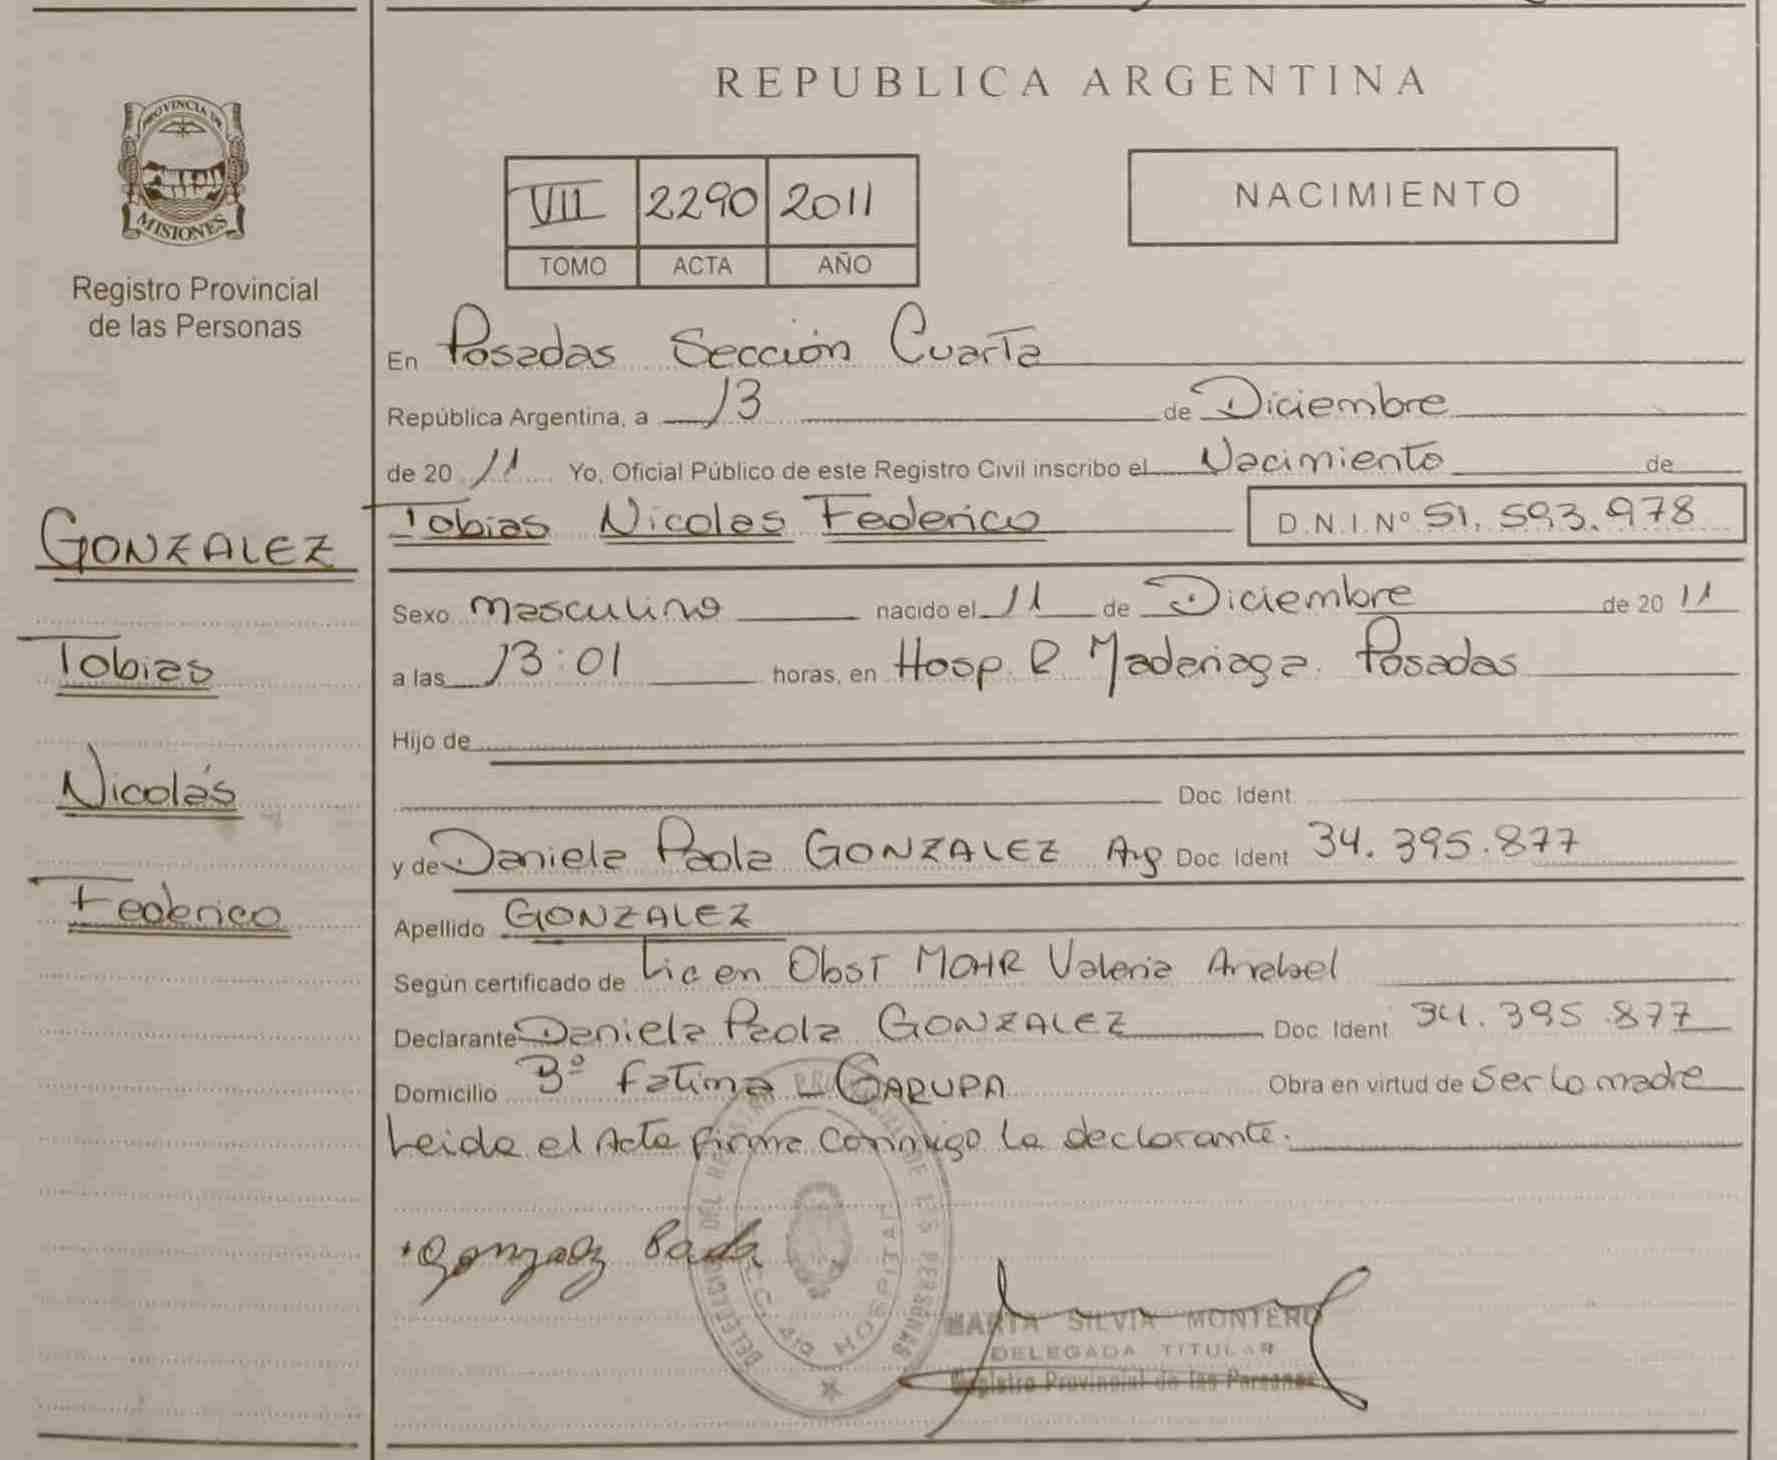 REPUBLICA ARGENTINA
PROVINCIA DE
MISIONES
Registro Provincial
de las Personas
VII 2290 2011
TOMO ACTA AÑO
NACIMIENTO
En Posadas Sección Cuarta
República Argentina, a 13 de Diciembre
de 20 11 Yo, Oficial Público de este Registro Civil inscribo el Nacimiento de
Tobias Nicolas Federico D.N.I.Nº 51.593.978
GONZALEZ
Tobias
Nicolás
Federico
Sexo masculino nacido el 11 de Diciembre de 20 11
a las 13:01 horas, en Hosp. R Madariaga. Posadas
Hijo de
Doc. Ident.
y de Daniela Paola GONZALEZ Arg Doc Ident 34.395.877
Apellido GONZALEZ
Según certificado de Lic en Obst MOHR Valeria Anabel
Declarante Daniela Paola GONZALEZ Doc. Ident 34.395.877
Domicilio Bº Fatima - GARUPA Obra en virtud de Ser la madre
Leida el Acta firma conmigo la declarante.
Gonzalez Paola
HOSPITAL
MARTA SILVIA MONTERO
DELEGADA TITULAR
Registro Provincial de las Personas